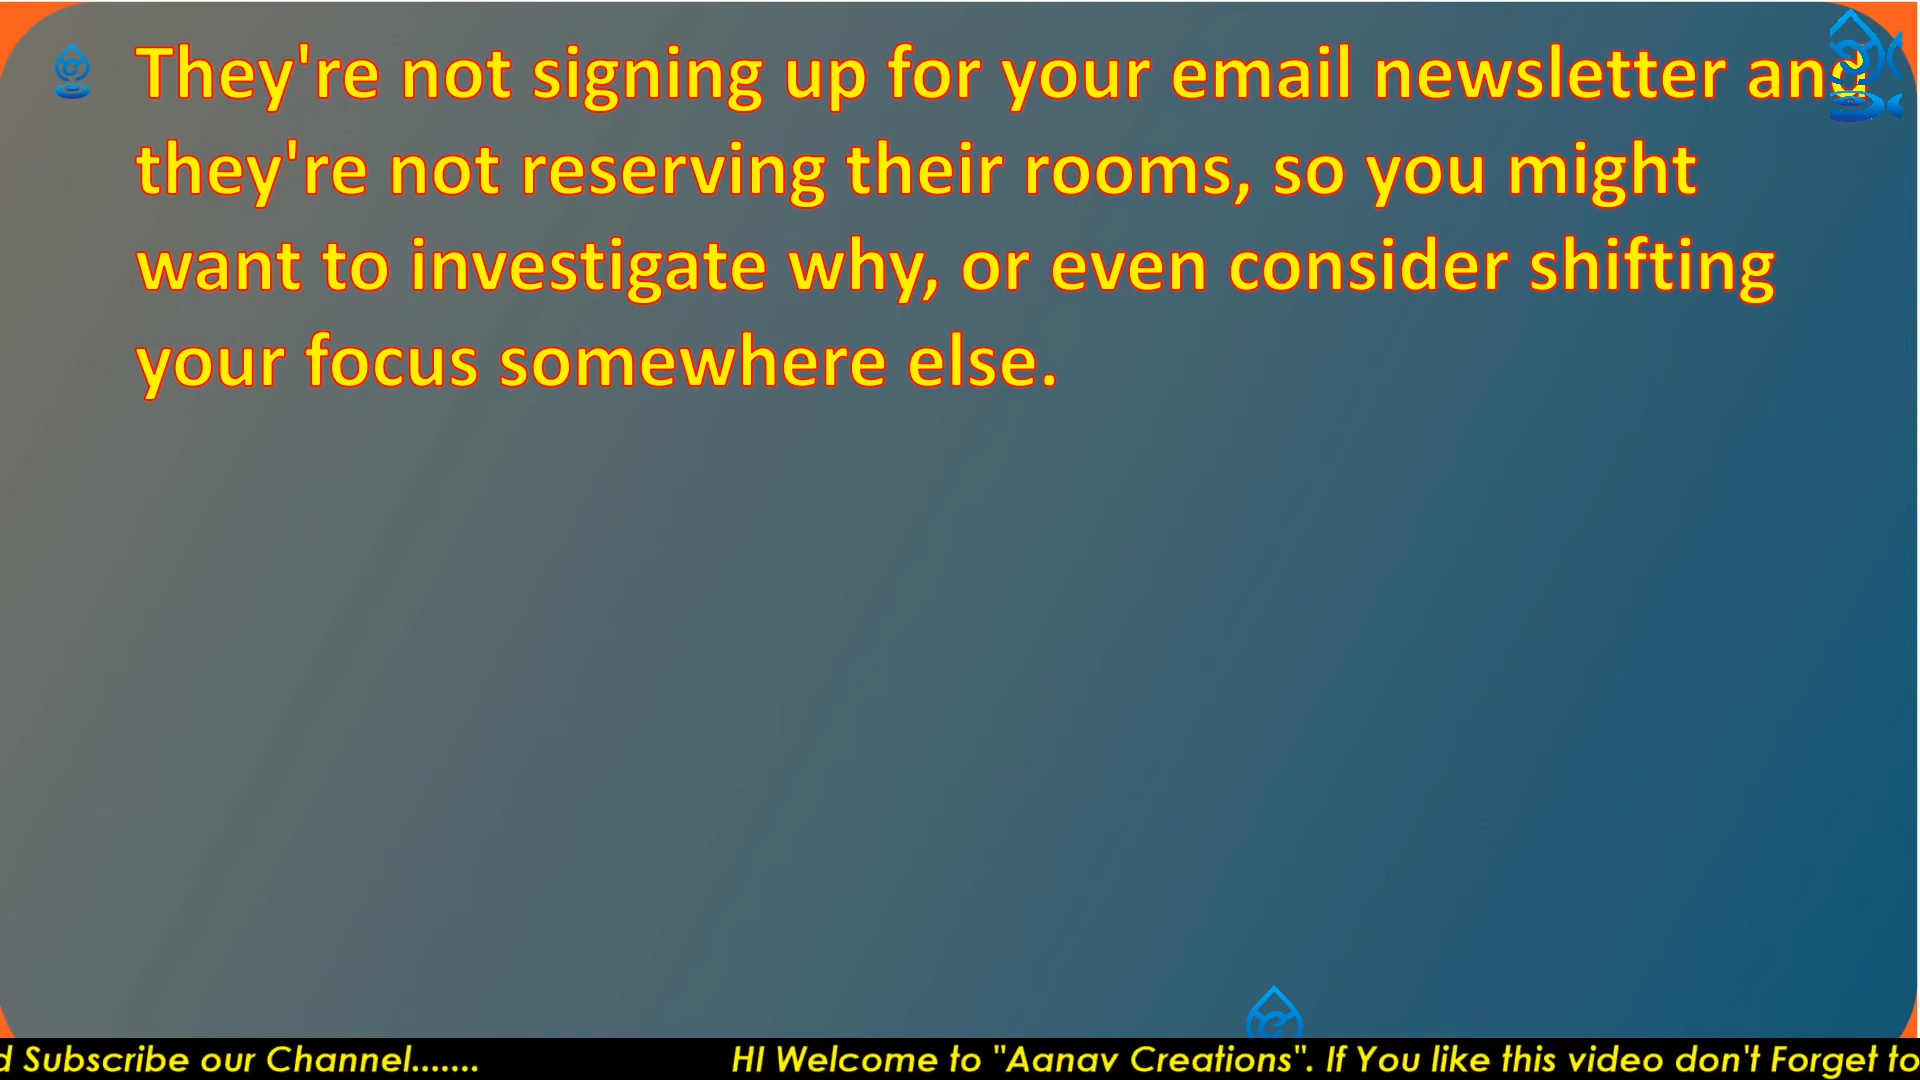 They're not signing up for your email newsletter and
they're not reserving their rooms, so you might
want to investigate why, or even consider shifting
your focus somewhere else.
Subscribe our Channel....... HI Welcome to "Aanav Creations". If You like this video don't Forget to